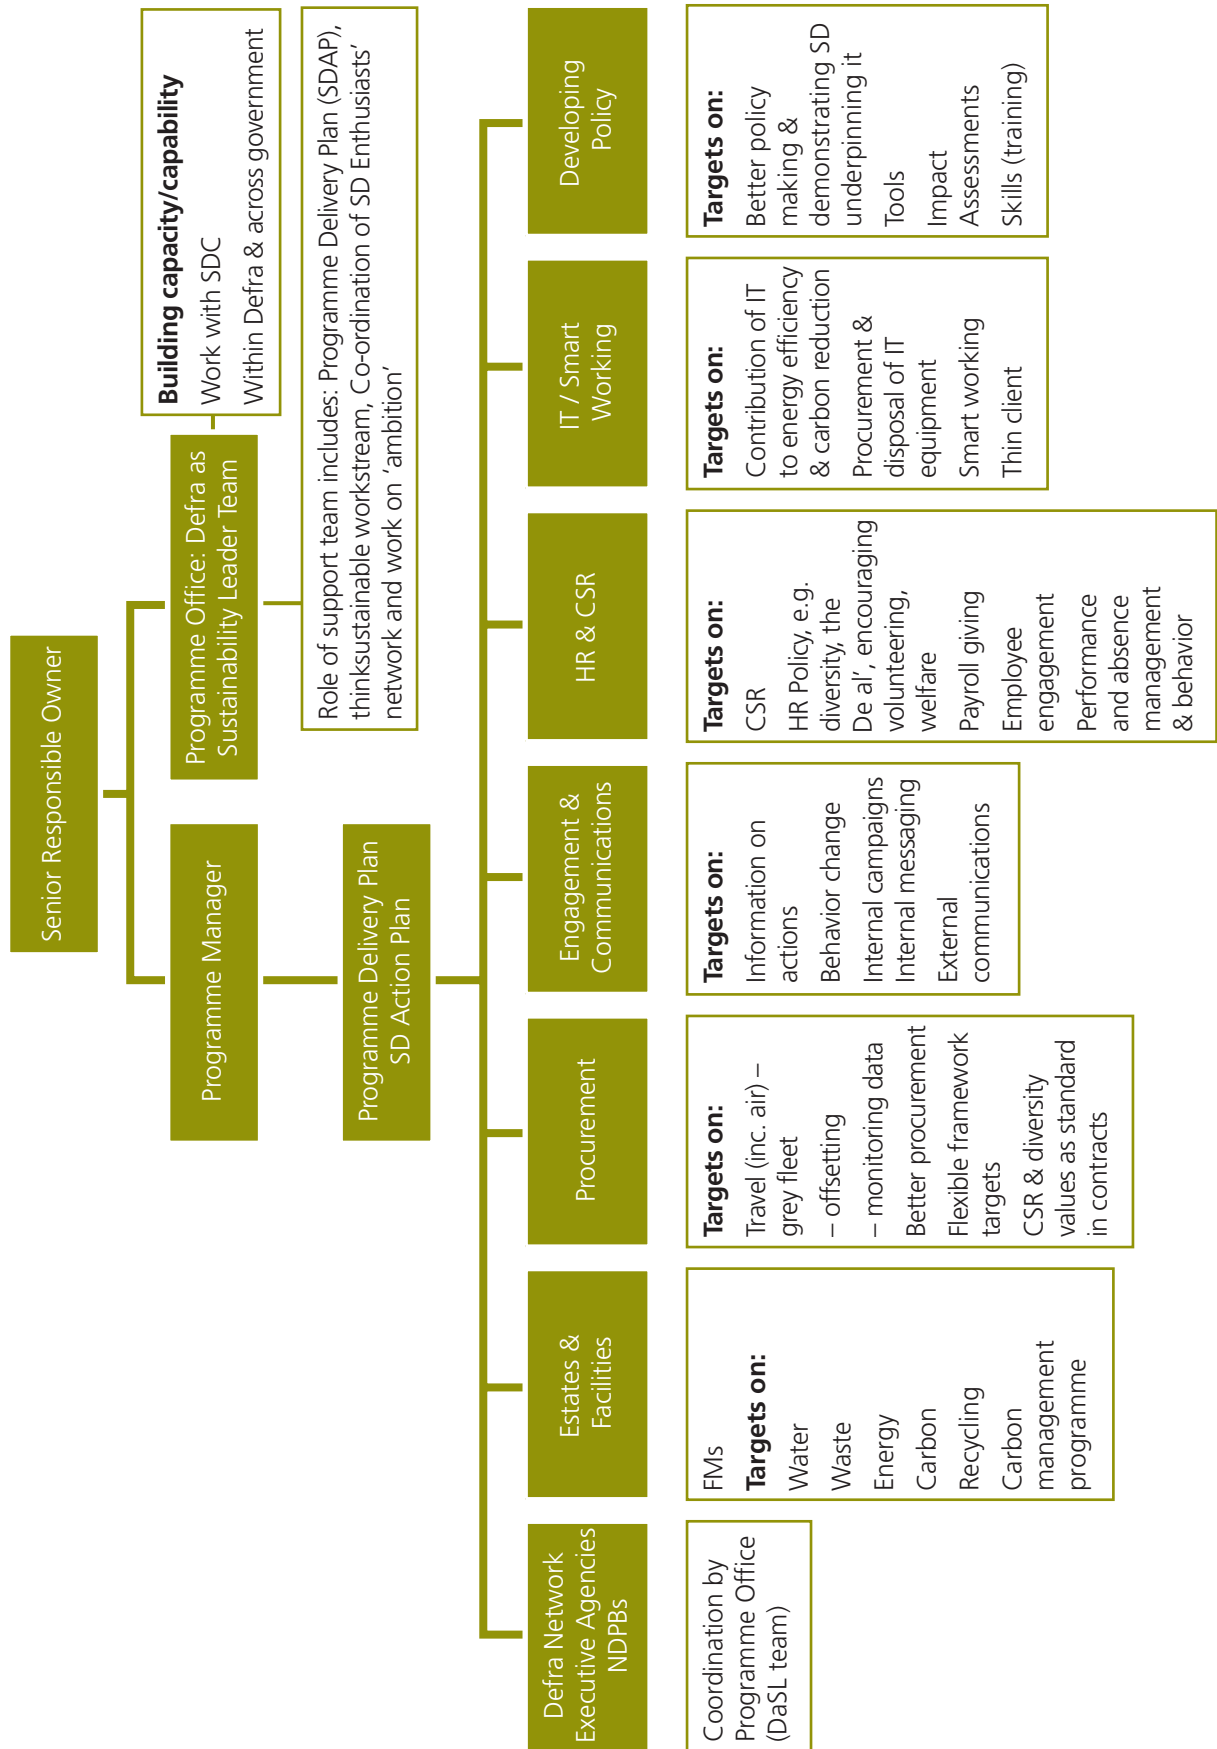 Senior Responsible Owner
Programme Manager
Programme Office: Defra as
Sustainability Leader Team
Building capacity/capability
Work with SDC
Within Defra & across government
Role of support team includes: Programme Delivery Plan (SDAP),
thinksustainable workstream, Co-ordination of SD Enthusiasts’
network and work on ‘ambition’
Programme Delivery Plan
SD Action Plan
Defra Network
Executive Agencies
NDPBs
Coordination by
Programme Office
(DaSL team)
Estates &
Facilities
FMs
Targets on:
Water
Waste
Energy
Carbon
Recycling
Carbon
management
programme
Procurement
Targets on:
Travel (inc. air) –
grey fleet
– offsetting
– monitoring data
Better procurement
Flexible framework
targets
CSR & diversity
values as standard
in contracts
Engagement &
Communications
Targets on:
Information on
actions
Behavior change
Internal campaigns
Internal messaging
External
communications
HR & CSR
Targets on:
CSR
HR Policy, e.g.
diversity, the
De al’, encouraging
volunteering,
welfare
Payroll giving
Employee
engagement
Performance
and absence
management
& behavior
IT / Smart
Working
Targets on:
Contribution of IT
to energy efficiency
& carbon reduction
Procurement &
disposal of IT
equipment
Smart working
Thin client
Developing
Policy
Targets on:
Better policy
making &
demonstrating SD
underpinning it
Tools
Impact
Assessments
Skills (training)